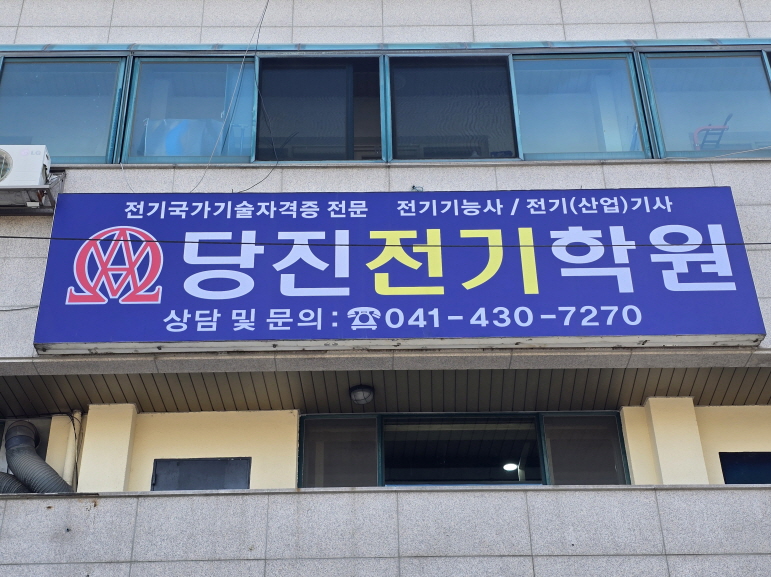 전기국가기술자격증 전문 전기기능사 / 전기(산업)기사
당진전기학원
상담 및 문의 : ☎041-430-7270